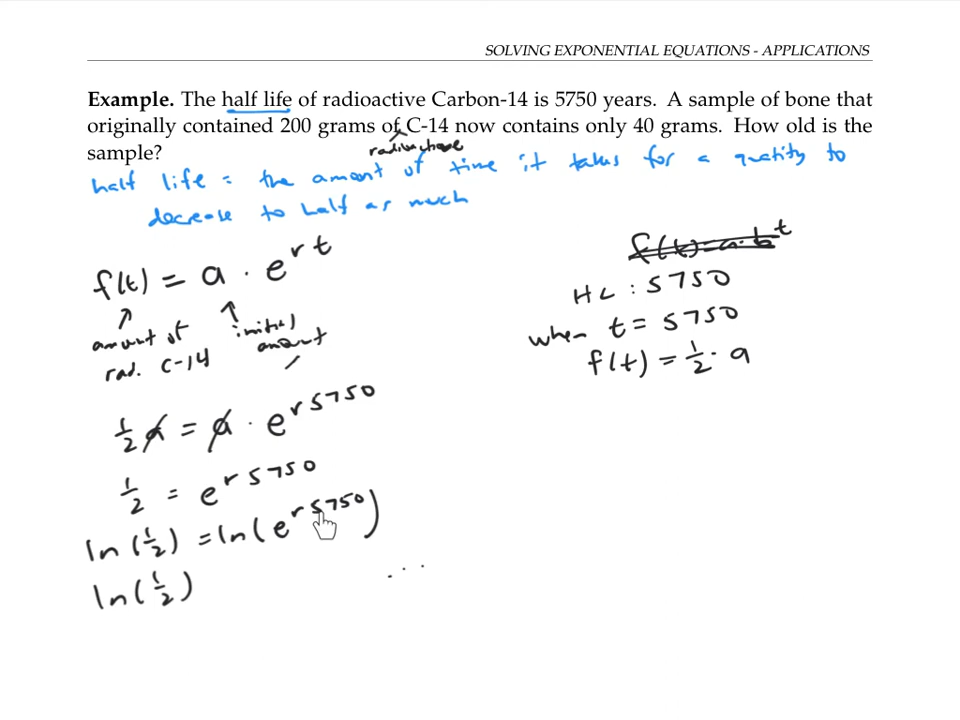 SOLVING EXPONENTIAL EQUATIONS - APPLICATIONS
Example. The half life of radioactive Carbon-14 is 5750 years. A sample of bone that
originally contained 200 grams of C-14 now contains only 40 grams. How old is the
radioactive
sample?
half life = the amount of time it takes for a quatity to
decrease to half as much
f(t) = a · e^{rt}
amount of
rad. C-14
initial
amount
1/2 a = a · e^{r5750}
1/2 = e^{r5750}
ln(1/2) = ln(e^{r5750})
ln(1/2) ...
f(t) = a·b^t
HL : 5750
when t = 5750
f(t) = 1/2 · a